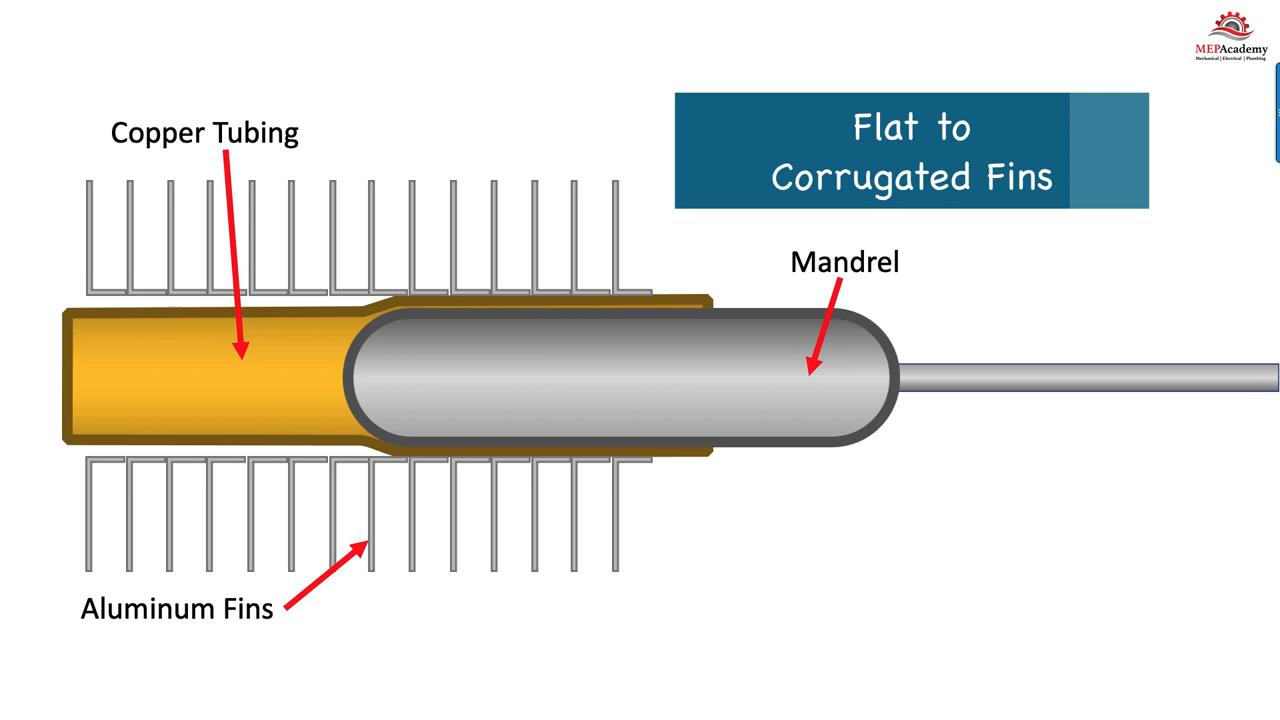 MEPAcademy
Mechanical | Electrical | Plumbing
Flat to
Corrugated Fins
Copper Tubing
Mandrel
Aluminum Fins